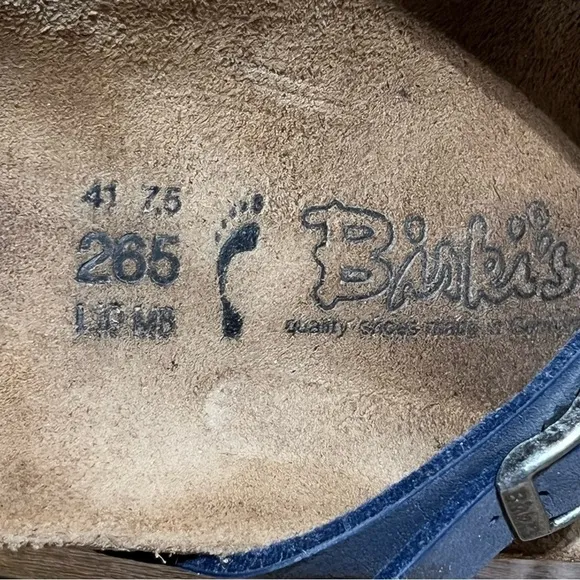 41 7,5
265
L10 M8
Birki's
quality shoes made in